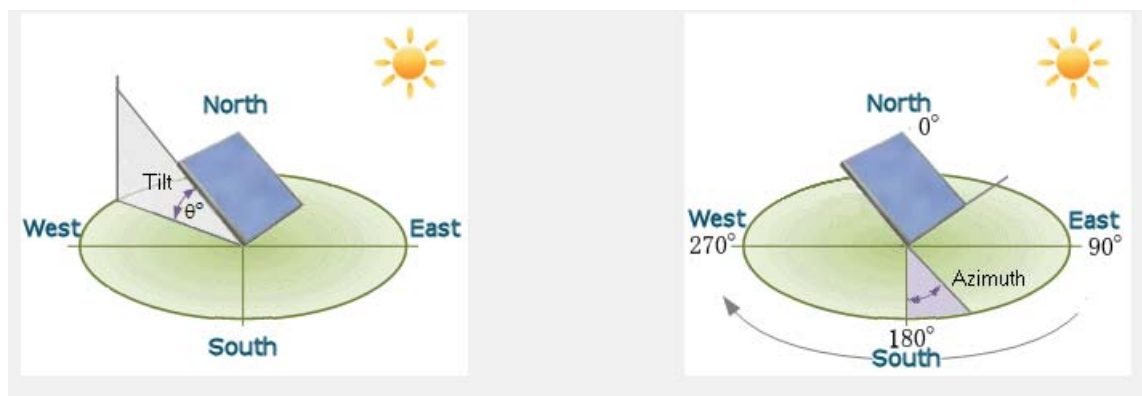 North
Tilt
θ°
West
East
South
North
0°
West
270°
East
90°
Azimuth
180°
South